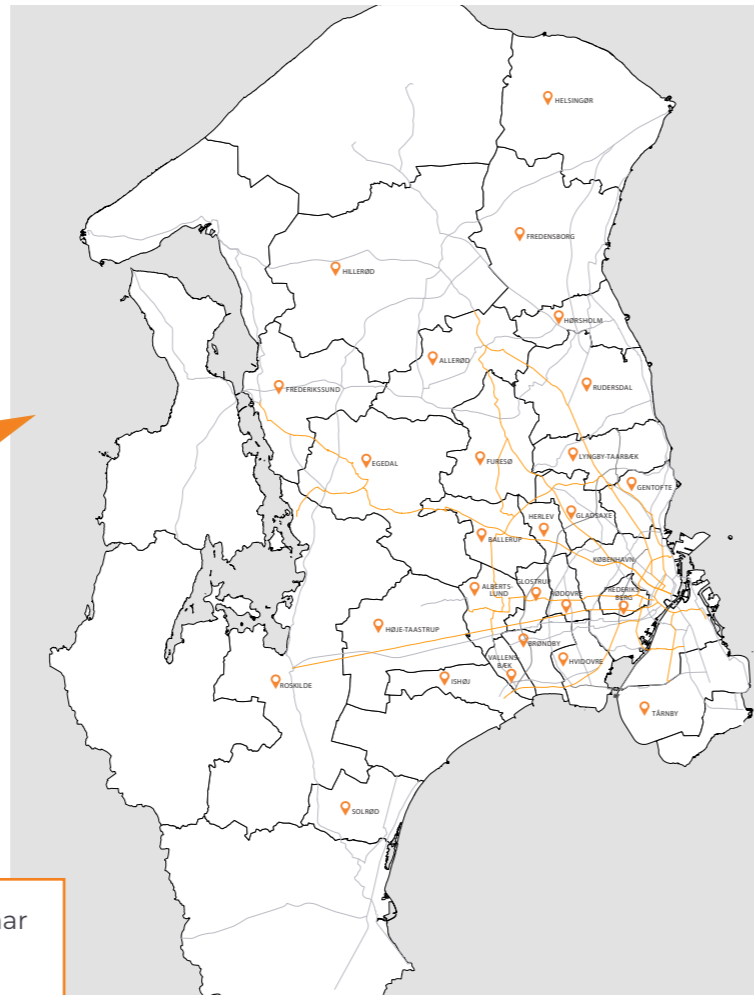 HELSINGØR
FREDENSBORG
HILLERØD
HØRSHOLM
ALLERØD
RUDERSDAL
FREDERIKSSUND
LYNGBY-TAARBÆK
EGEDAL
FURESØ
GENTOFTE
HERLEV
GLADSAXE
BALLERUP
KØBENHAVN
ALBERTS-
LUND
GLOSTRUP
RØDOVRE
FREDERIKS-
BERG
HØJE-TAASTRUP
BRØNDBY
VALLENS
BÆK
HVIDOVRE
ISHØJ
ROSKILDE
TÅRNBY
SOLRØD